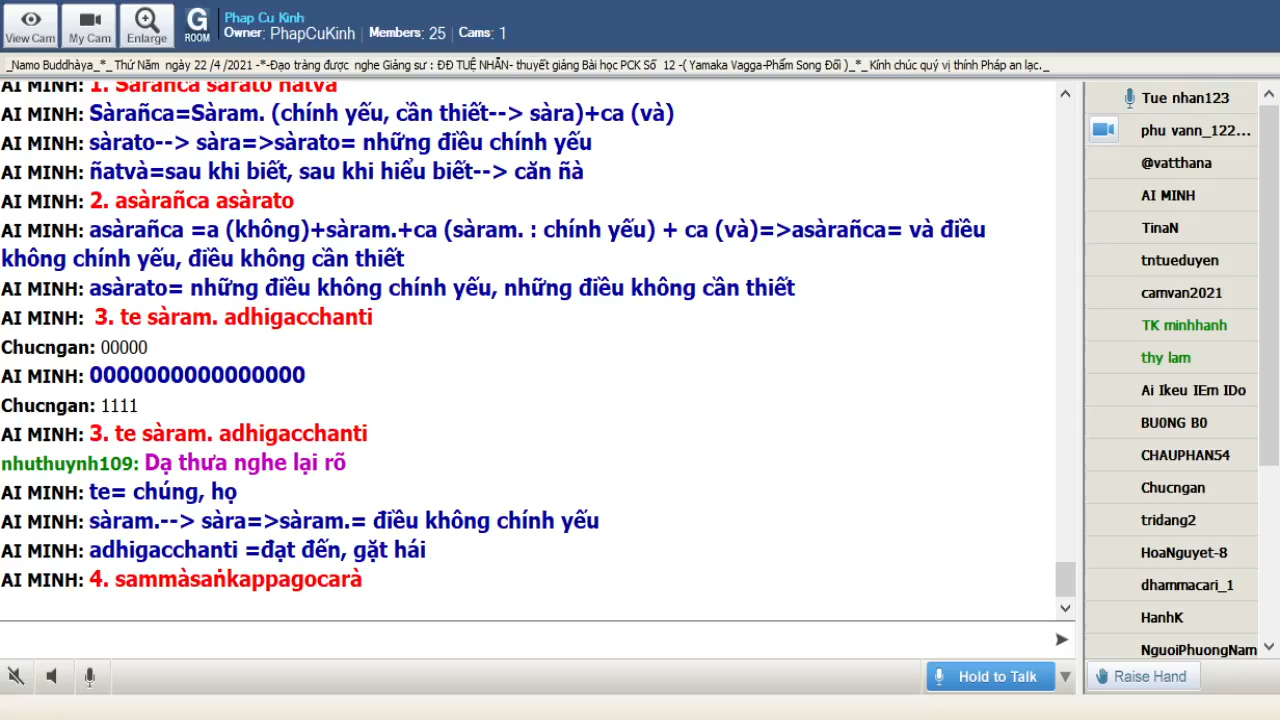 Phap Cu Kinh
Owner: PhapCuKinh | Members: 25 | Cams: 1
View Cam
My Cam
Enlarge
G
ROOM
_Namo Buddhàya_*_ Thứ Năm ngày 22 /4 /2021 -*-Đạo tràng được nghe Giảng sư : ĐĐ TUỆ NHẪN- thuyết giảng Bài học PCK Số 12 -( Yamaka Vagga-Phẩm Song Đối )_*_ Kính chúc quý vị thính Pháp an lạc._
AI MINH: 1. Sàrañca sàrato ñatvà
AI MINH: Sàrañca=Sàram. (chính yếu, cần thiết--> sàra)+ca (và)
AI MINH: sàrato--> sàra=>sàrato= những điều chính yếu
AI MINH: ñatvà=sau khi biết, sau khi hiểu biết--> căn ñà
AI MINH: 2. asàrañca asàrato
AI MINH: asàrañca =a (không)+sàram.+ca (sàram. : chính yếu) + ca (và)=>asàrañca= và điều
không chính yếu, điều không cần thiết
AI MINH: asàrato= những điều không chính yếu, những điều không cần thiết
AI MINH: 3. te sàram. adhigacchanti
Chucngan: 00000
AI MINH: 0000000000000000
Chucngan: 1111
AI MINH: 3. te sàram. adhigacchanti
nhuthuynh109: Dạ thưa nghe lại rõ
AI MINH: te= chúng, họ
AI MINH: sàram.--> sàra=>sàram.= điều không chính yếu
AI MINH: adhigacchanti =đạt đến, gặt hái
AI MINH: 4. sammàsaṅkappagocarà
Tue nhan123
phu vann_122...
@vatthana
AI MINH
TinaN
tntueduyen
camvan2021
TK minhhanh
thy lam
Ai Ikeu IEm IDo
BU0NG B0
CHAUPHAN54
Chucngan
tridang2
HoaNguyet-8
dhammacari_1
HanhK
NguoiPhuongNam
Hold to Talk
Raise Hand